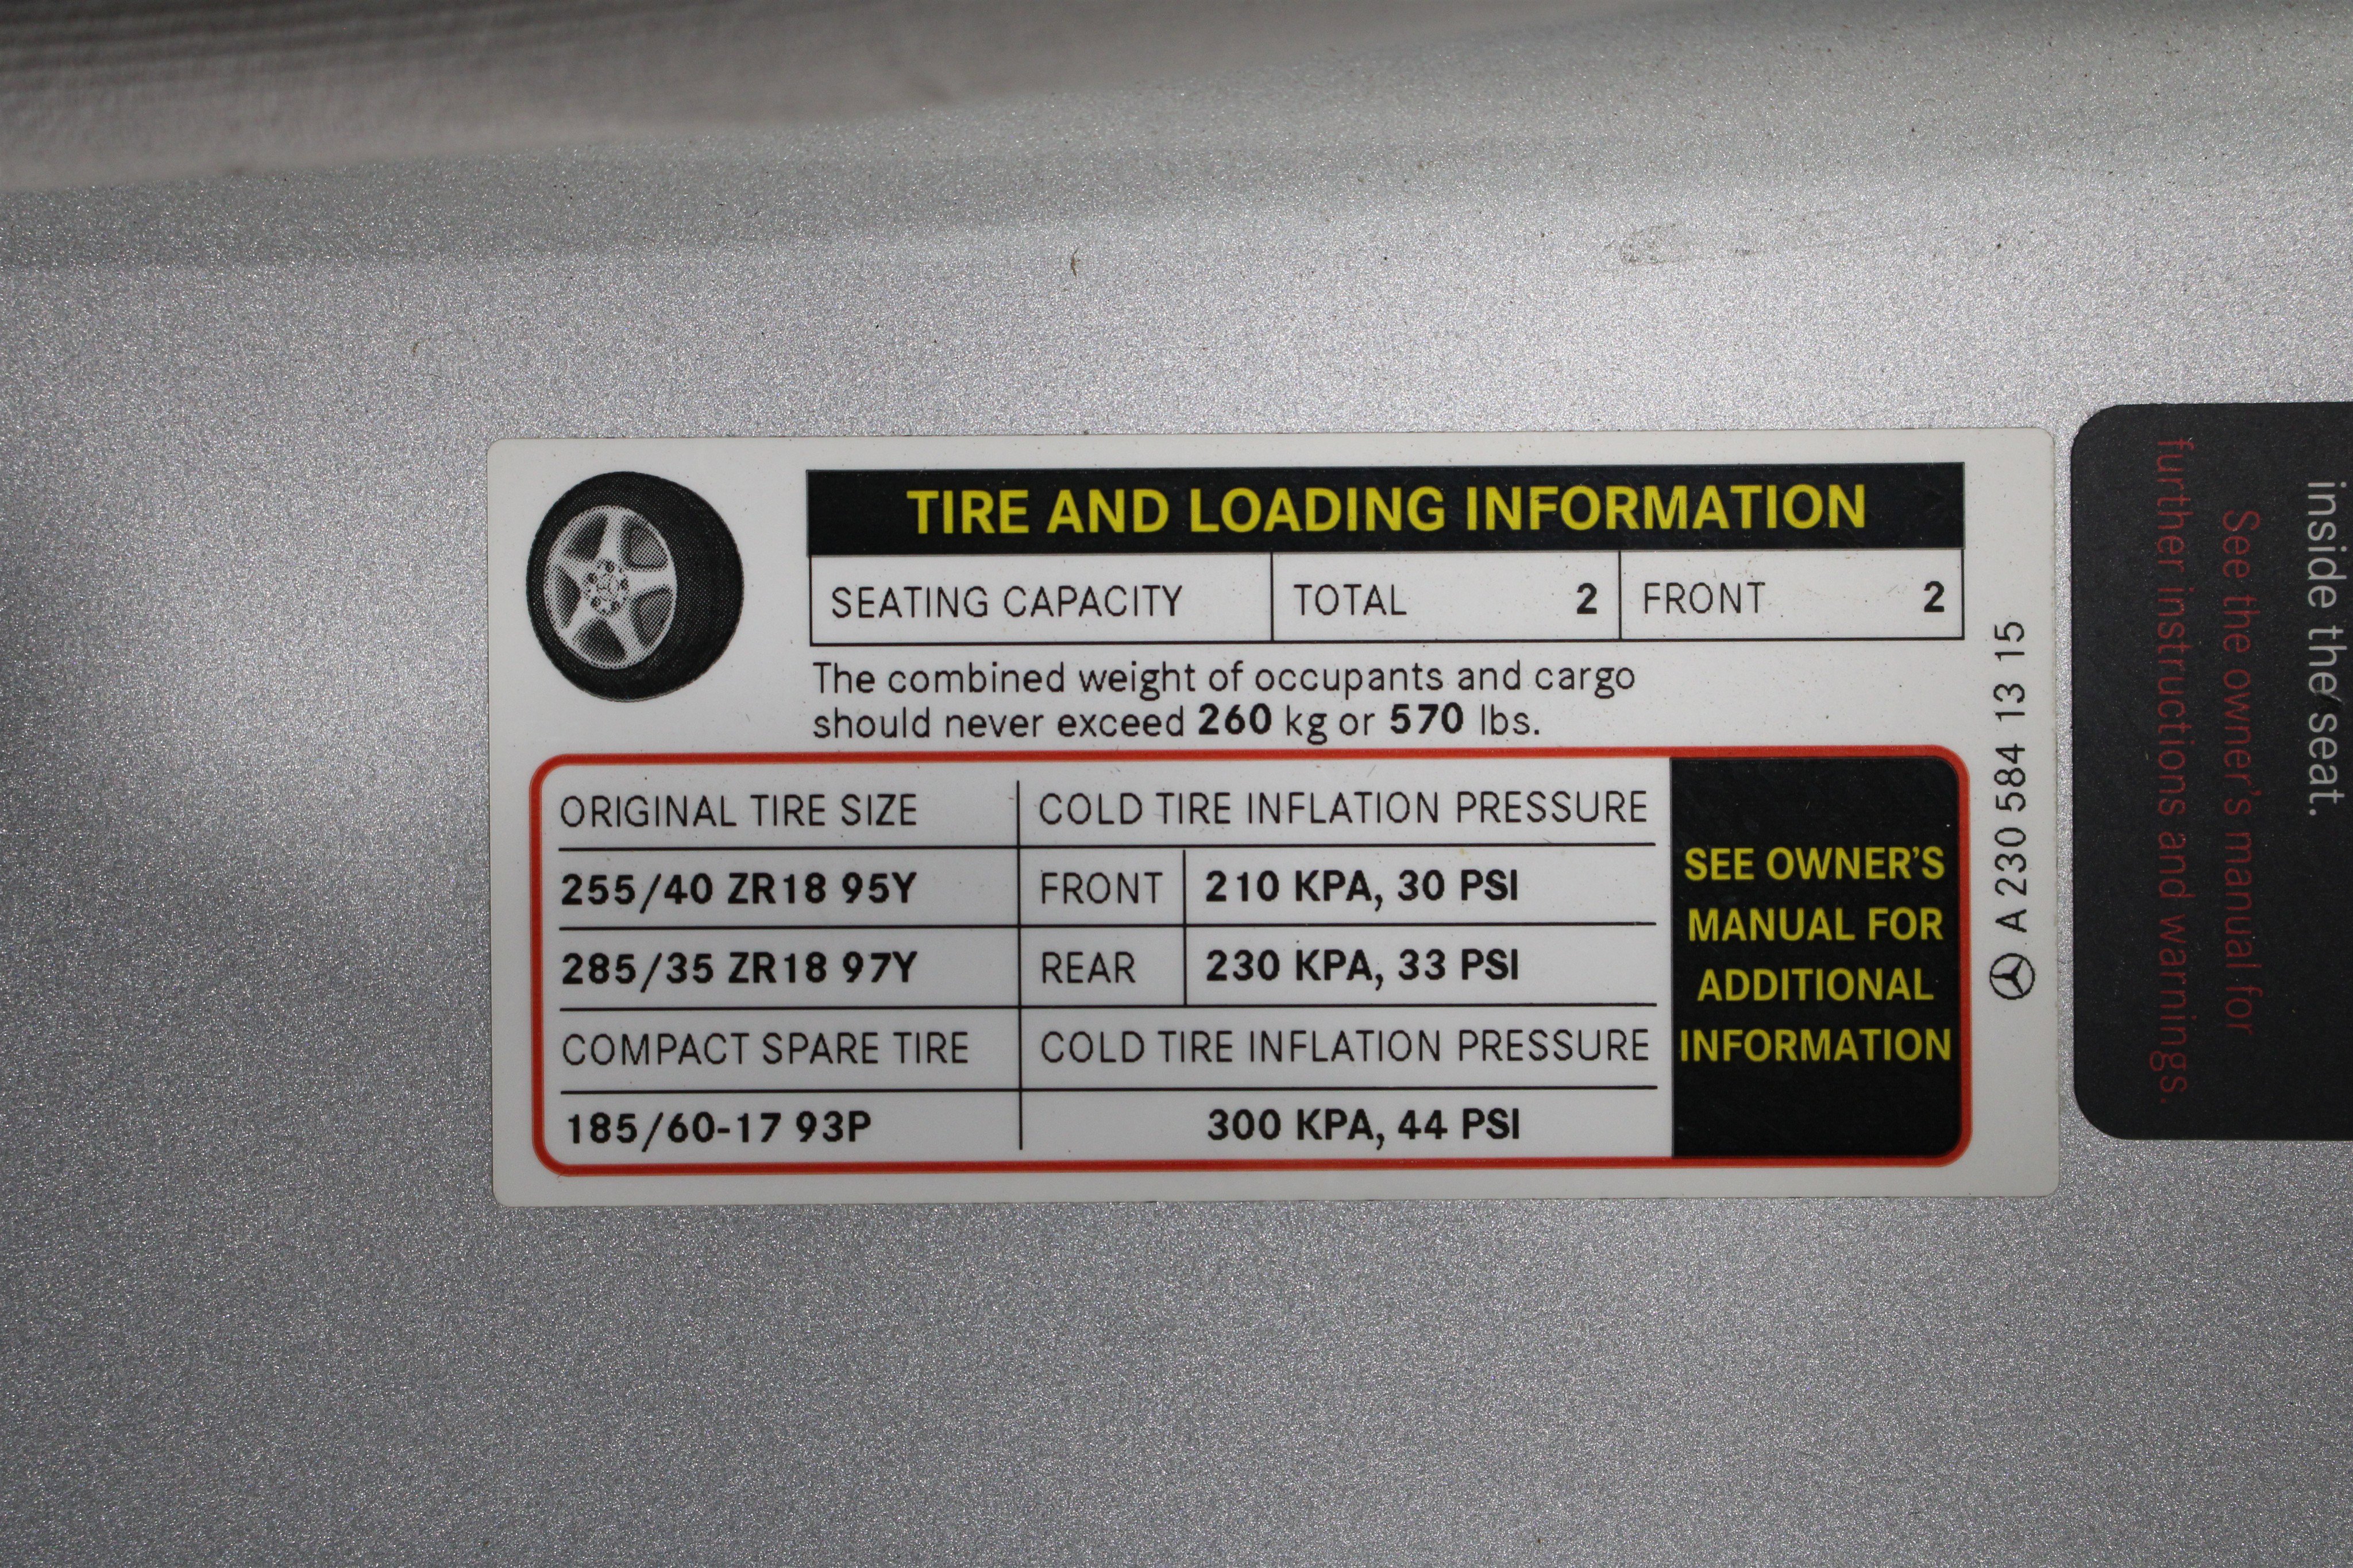 TIRE AND LOADING INFORMATION
SEATING CAPACITY TOTAL 2 FRONT 2
The combined weight of occupants and cargo
should never exceed 260 kg or 570 lbs.
ORIGINAL TIRE SIZE COLD TIRE INFLATION PRESSURE
255/40 ZR18 95Y FRONT 210 KPA, 30 PSI
285/35 ZR18 97Y REAR 230 KPA, 33 PSI
COMPACT SPARE TIRE COLD TIRE INFLATION PRESSURE
185/60-17 93P 300 KPA, 44 PSI
SEE OWNER'S
MANUAL FOR
ADDITIONAL
INFORMATION
A 230 584 13 15
inside the seat.
See the owner's manual for
further instructions and warnings.